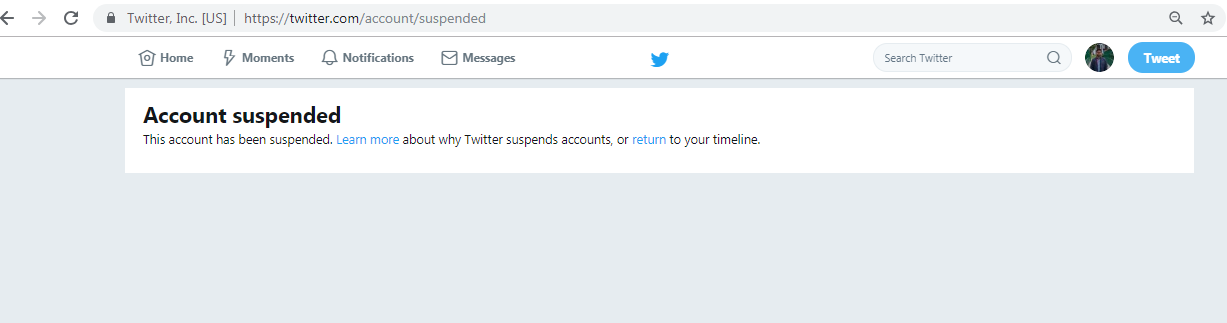 Twitter, Inc. [US] https://twitter.com/account/suspended
Home Moments Notifications Messages Search Twitter Tweet
Account suspended
This account has been suspended. Learn more about why Twitter suspends accounts, or return to your timeline.